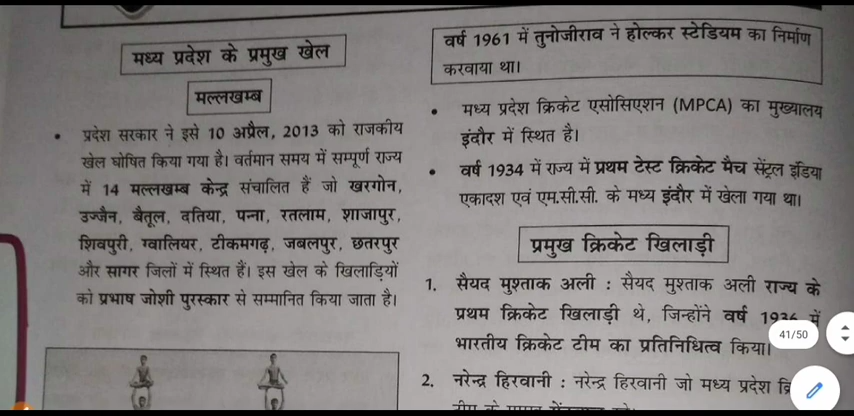 मध्य प्रदेश के प्रमुख खेल
मल्लखम्ब
• प्रदेश सरकार ने इसे 10 अप्रैल, 2013 को राजकीय
खेल घोषित किया गया है। वर्तमान समय में सम्पूर्ण राज्य
में 14 मल्लखम्ब केन्द्र संचालित हैं जो खरगोन,
उज्जैन, बैतूल, दतिया, पन्ना, रतलाम, शाजापुर,
शिवपुरी, ग्वालियर, टीकमगढ़, जबलपुर, छतरपुर
और सागर जिलों में स्थित हैं। इस खेल के खिलाड़ियों
को प्रभाष जोशी पुरस्कार से सम्मानित किया जाता है।
वर्ष 1961 में तुनोजीराव ने होल्कर स्टेडियम का निर्माण
करवाया था।
• मध्य प्रदेश क्रिकेट एसोसिएशन (MPCA) का मुख्यालय
इंदौर में स्थित है।
• वर्ष 1934 में राज्य में प्रथम टेस्ट क्रिकेट मैच सेंट्रल इंडिया
एकादश एवं एम.सी.सी. के मध्य इंदौर में खेला गया था।
प्रमुख क्रिकेट खिलाड़ी
1. सैयद मुश्ताक अली : सैयद मुश्ताक अली राज्य के
प्रथम क्रिकेट खिलाड़ी थे, जिन्होंने वर्ष 1936 में
भारतीय क्रिकेट टीम का प्रतिनिधित्व किया।
2. नरेन्द्र हिरवानी : नरेन्द्र हिरवानी जो मध्य प्रदेश
41/50